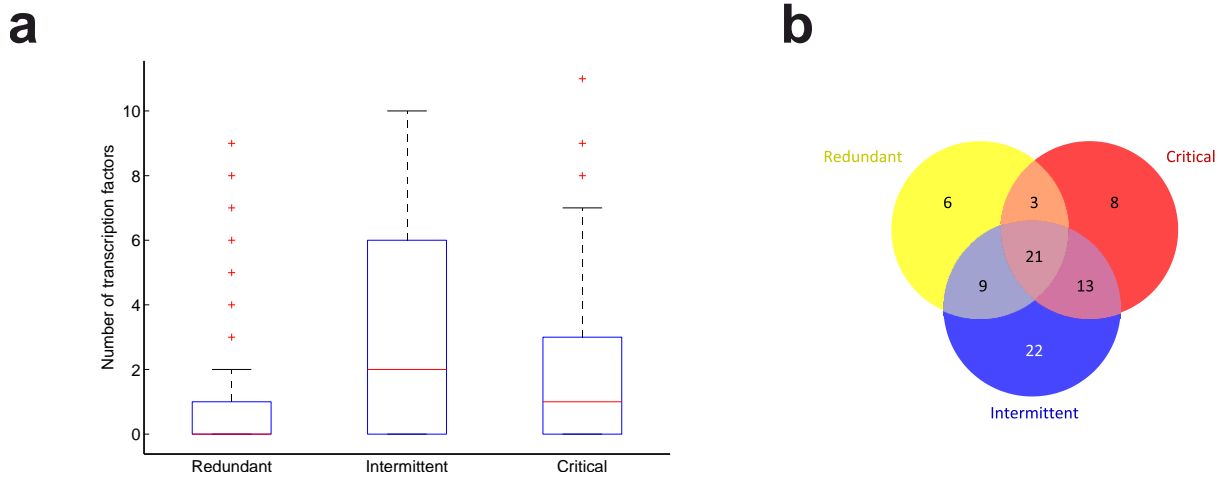 a
b
Number of transcription factors
10
8
6
4
2
0
Redundant
Intermittent
Critical
Redundant
Critical
6
3
8
21
9
13
22
Intermittent